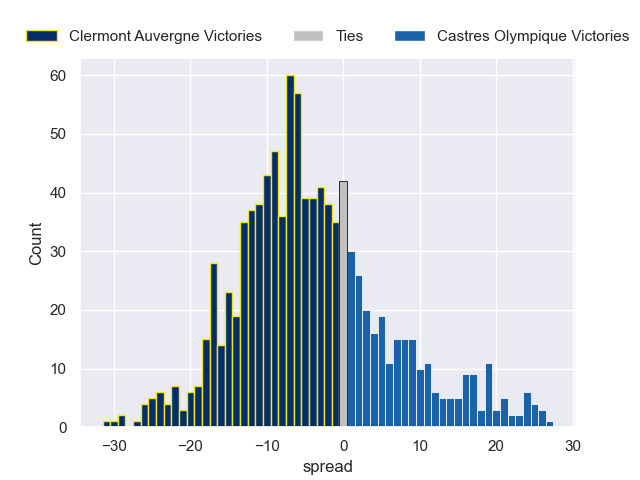 Clermont Auvergne Victories Ties Castres Olympique Victories
60
50
40
30
20
10
0
Count
−30 −20 −10 0 10 20 30
spread